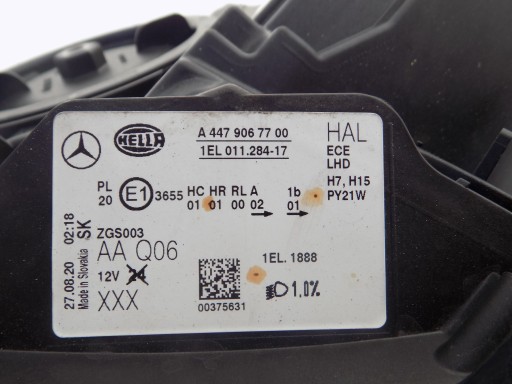 HELLA
A 447 906 77 00
1EL 011.284-17
HAL
ECE
LHD
H7, H15
PY21W
PL
20
E1
3655
HC HR RL A 1b
01 01 00 02 01
ZGS003
AA Q06
12V 24
XXX
27.08.20 02:18
Made in Slovakia SK
1EL. 1888
00375631
1.0%